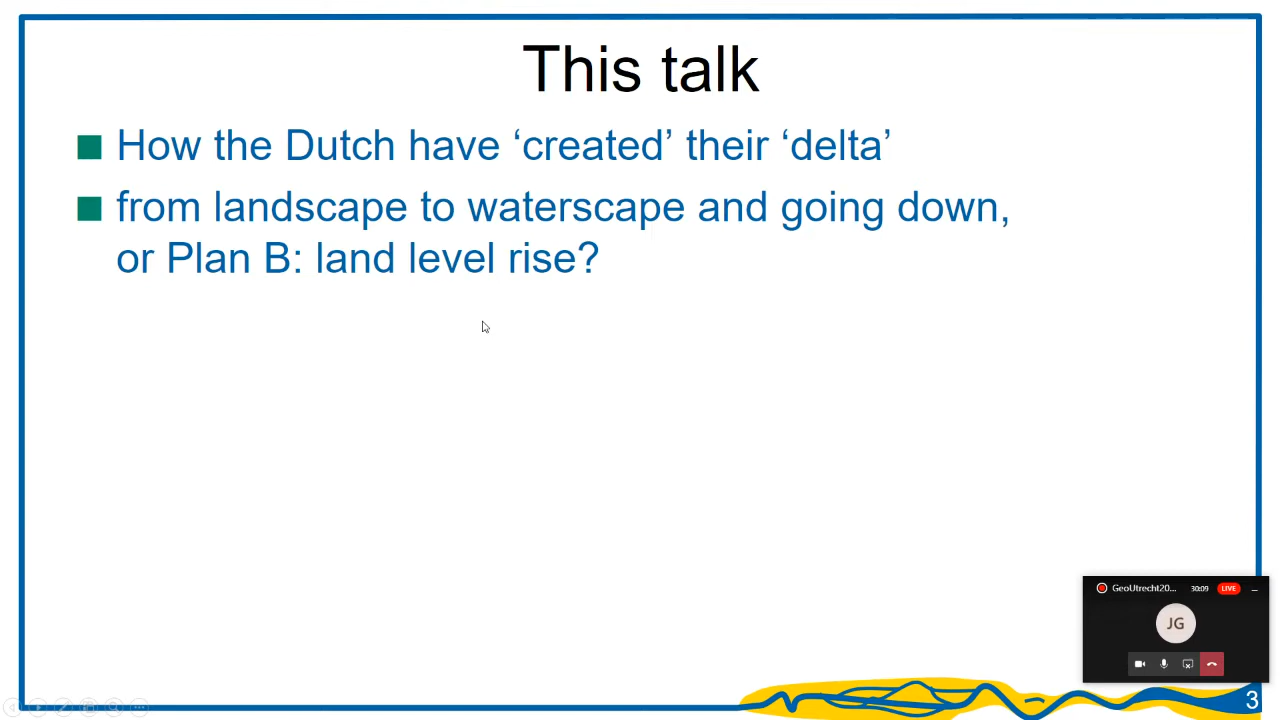 This talk
How the Dutch have ‘created’ their ‘delta’
from landscape to waterscape and going down,
or Plan B: land level rise?
GeoUtrecht20... 30:09 LIVE
JG
3